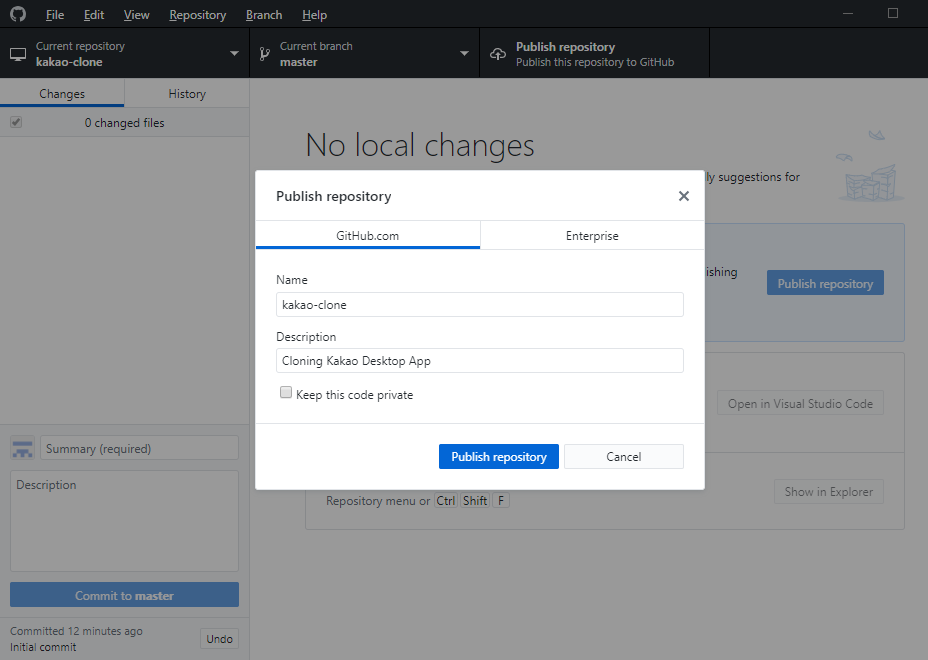 File Edit View Repository Branch Help
Current repository
kakao-clone
Current branch
master
Publish repository
Publish this repository to GitHub
Changes
History
0 changed files
No local changes
ly suggestions for
ishing
Publish repository
Open in Visual Studio Code
Repository menu or Ctrl Shift F
Show in Explorer
Publish repository
GitHub.com
Enterprise
Name
kakao-clone
Description
Cloning Kakao Desktop App
Keep this code private
Publish repository
Cancel
Summary (required)
Description
Commit to master
Committed 12 minutes ago
Initial commit
Undo